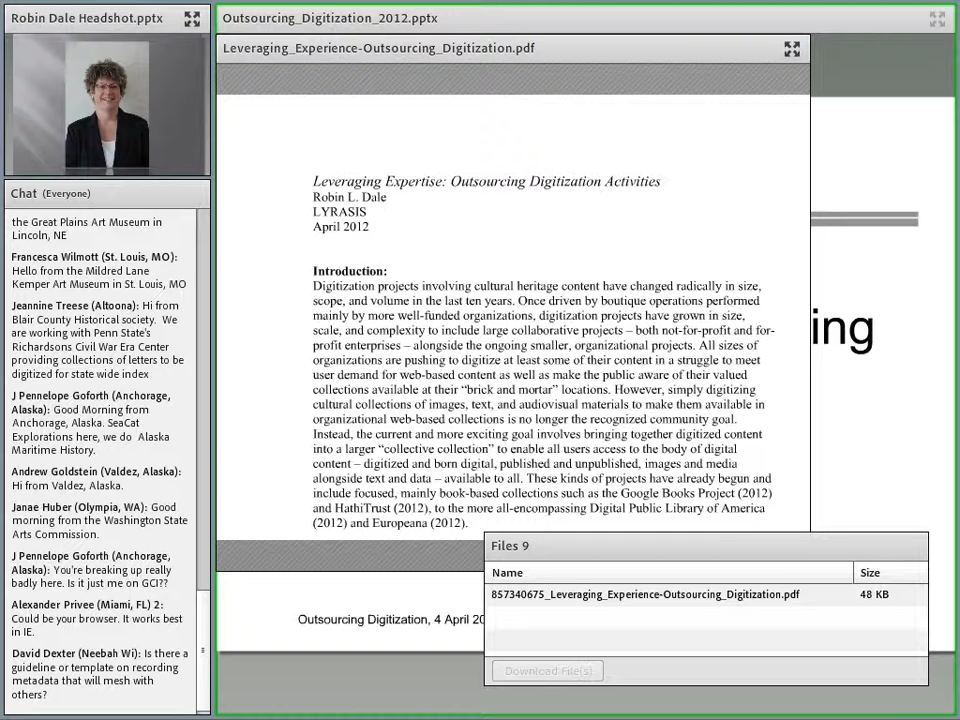 Robin Dale Headshot.pptx
Chat (Everyone)
the Great Plains Art Museum in
Lincoln, NE
Francesca Wilmott (St. Louis, MO):
Hello from the Mildred Lane
Kemper Art Museum in St. Louis, MO
Jeannine Treese (Altoona): Hi from
Blair County Historical society. We
are working with Penn State's
Richardsons Civil War Era Center
providing collections of letters to be
digitized for state wide index
J Pennelope Goforth (Anchorage,
Alaska): Good Morning from
Anchorage, Alaska. SeaCat
Explorations here, we do Alaska
Maritime History.
Andrew Goldstein (Valdez, Alaska):
Hi from Valdez, Alaska.
Janae Huber (Olympia, WA): Good
morning from the Washington State
Arts Commission.
J Pennelope Goforth (Anchorage,
Alaska): You're breaking up really
badly here. Is it just me on GCI??
Alexander Privee (Miami, FL) 2:
Could be your browser. It works best
in IE.
David Dexter (Neebah Wi): Is there a
guideline or template on recording
metadata that will mesh with
others?
Outsourcing_Digitization_2012.pptx
Leveraging_Experience-Outsourcing_Digitization.pdf
Leveraging Expertise: Outsourcing Digitization Activities
Robin L. Dale
LYRASIS
April 2012
Introduction:
Digitization projects involving cultural heritage content have changed radically in size,
scope, and volume in the last ten years. Once driven by boutique operations performed
mainly by more well-funded organizations, digitization projects have grown in size,
scale, and complexity to include large collaborative projects – both not-for-profit and for-
profit enterprises – alongside the ongoing smaller, organizational projects. All sizes of
organizations are pushing to digitize at least some of their content in a struggle to meet
user demand for web-based content as well as make the public aware of their valued
collections available at their “brick and mortar” locations. However, simply digitizing
cultural collections of images, text, and audiovisual materials to make them available in
organizational web-based collections is no longer the recognized community goal.
Instead, the current and more exciting goal involves bringing together digitized content
into a larger “collective collection” to enable all users access to the body of digital
content – digitized and born digital, published and unpublished, images and media
alongside text and data – available to all. These kinds of projects have already begun and
include focused, mainly book-based collections such as the Google Books Project (2012)
and HathiTrust (2012), to the more all-encompassing Digital Public Library of America
(2012) and Europeana (2012).
ing
Outsourcing Digitization, 4 April 20
Files 9
Name Size
857340675_Leveraging_Experience-Outsourcing_Digitization.pdf 48 KB
Download File(s)